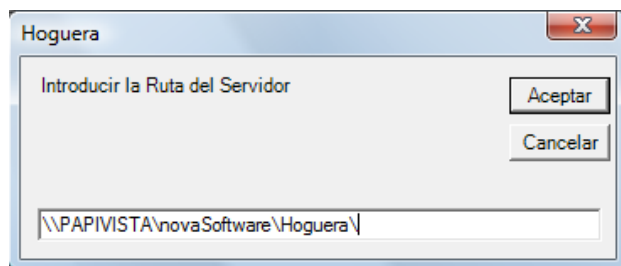 Hoguera
Introducir la Ruta del Servidor
Aceptar
Cancelar
\\PAPIVISTA\novaSoftware\Hoguera\